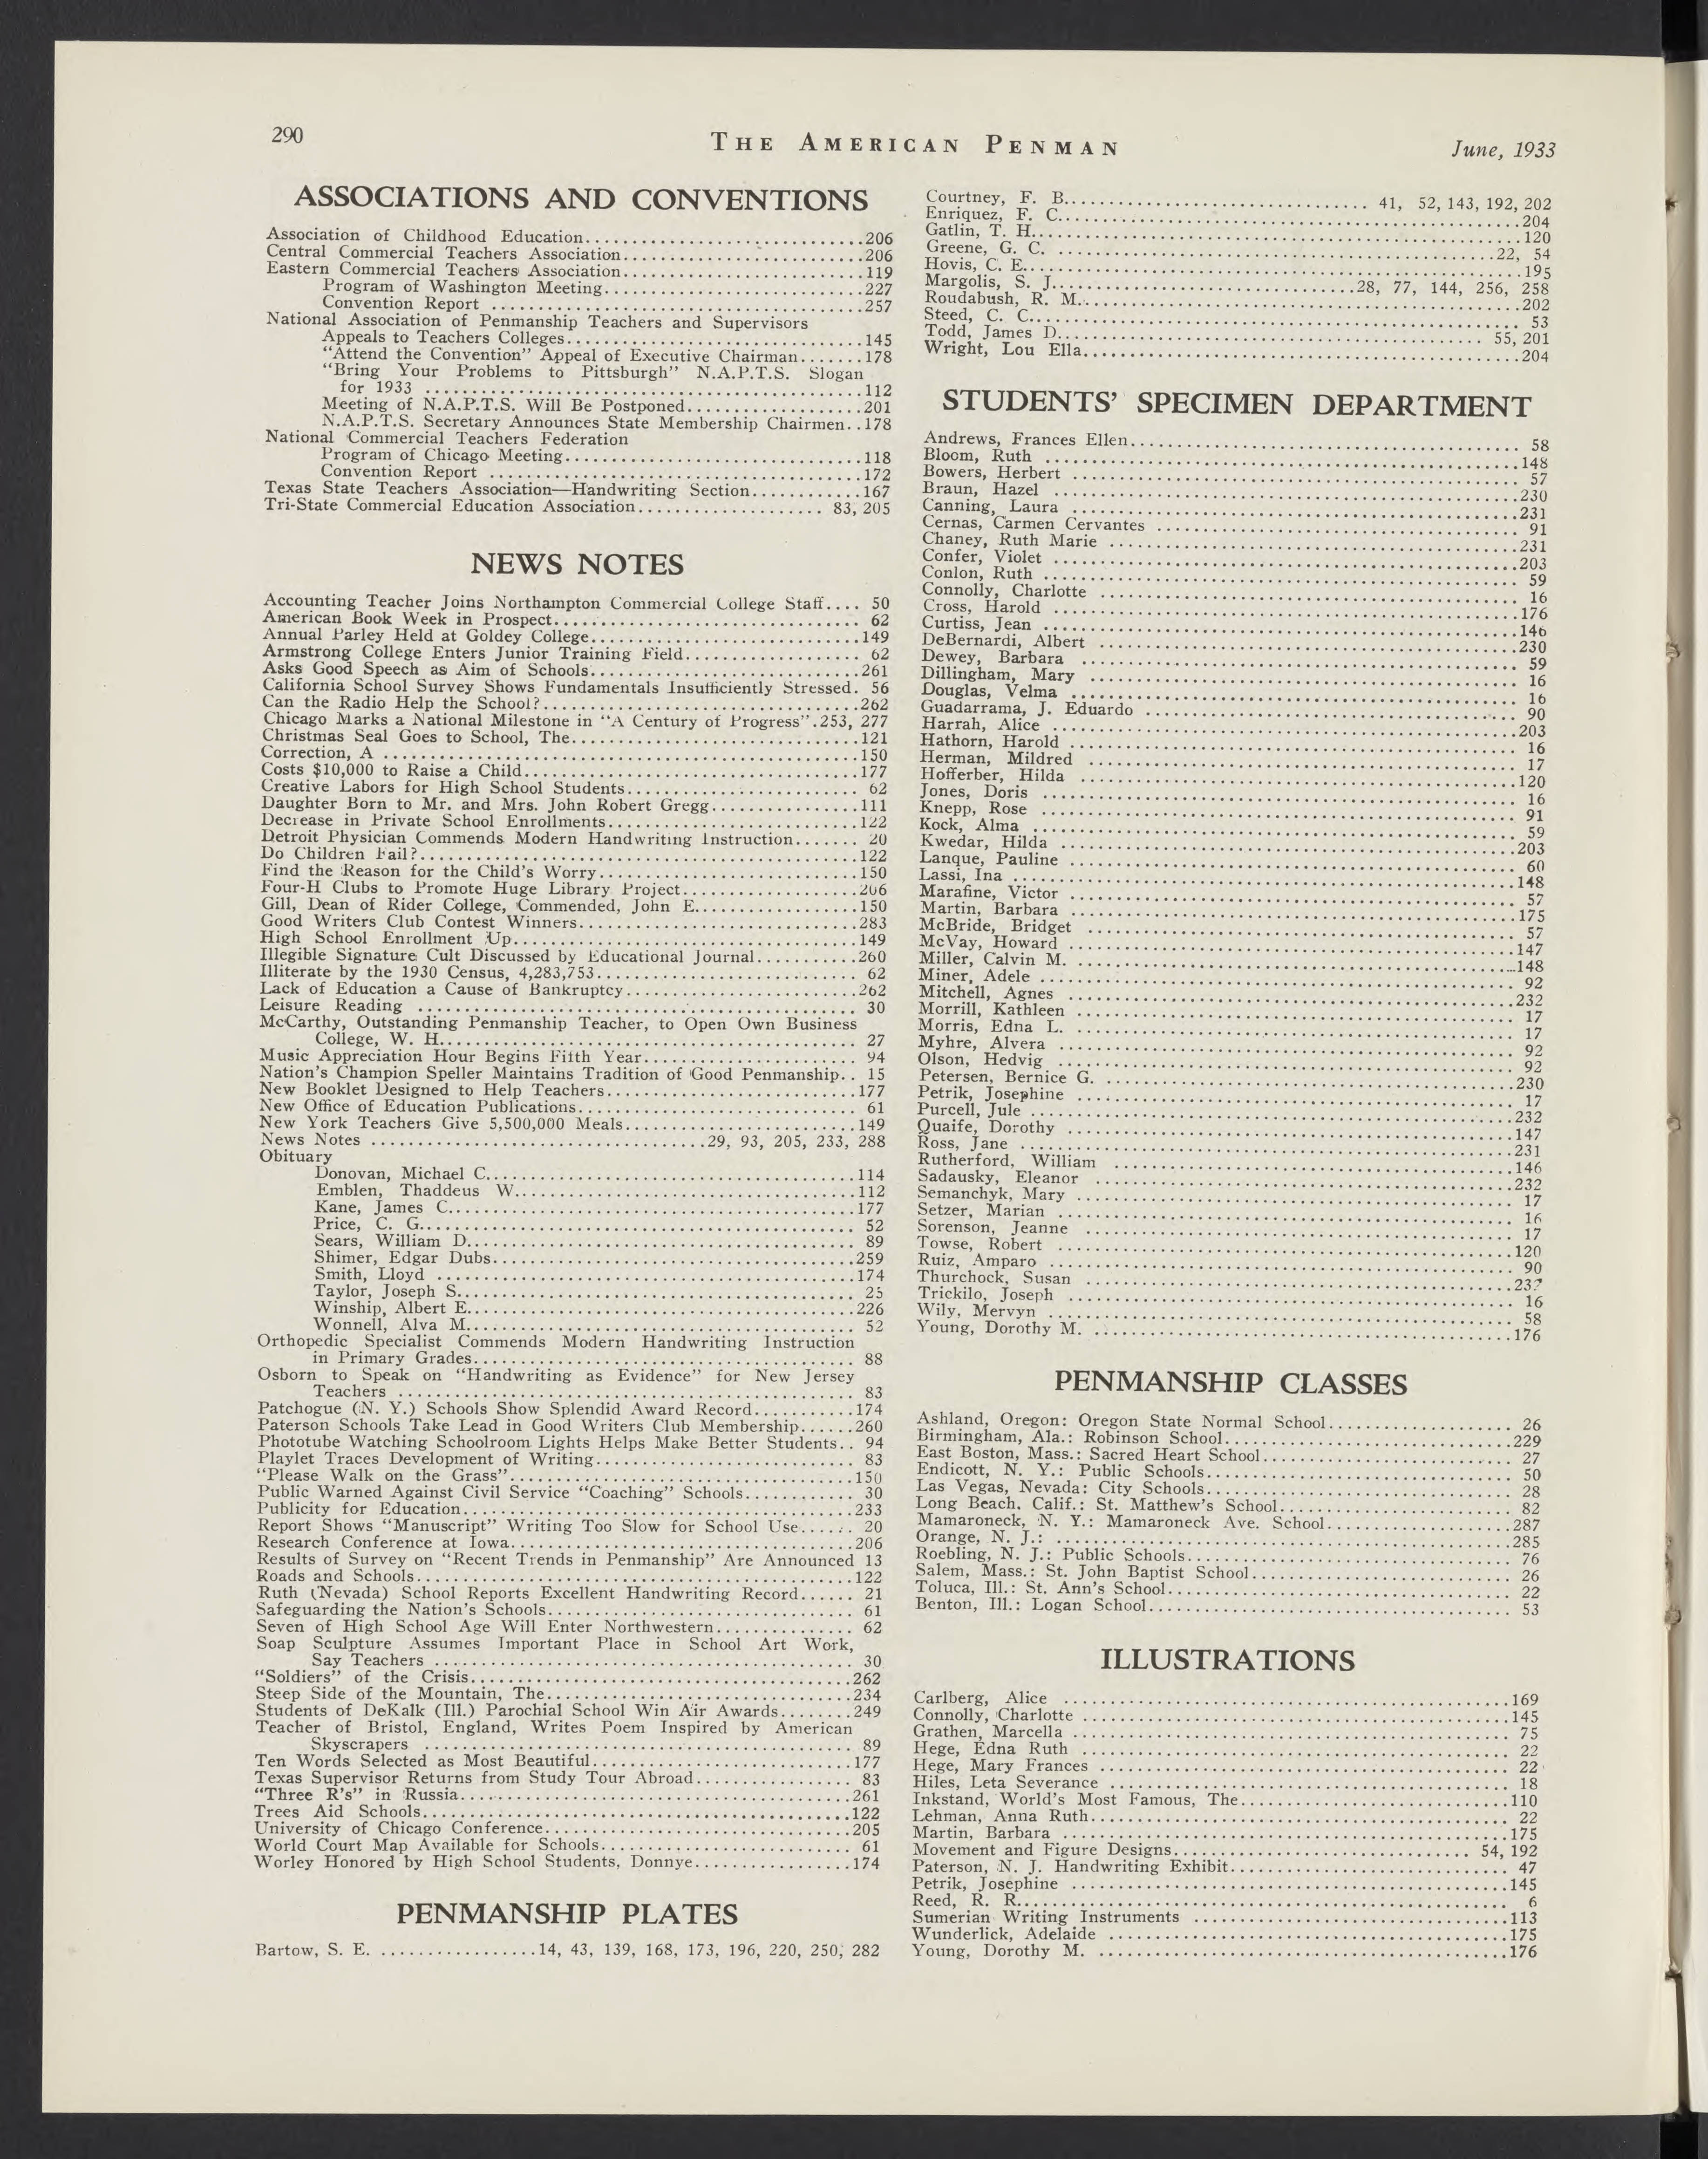 290
THE AMERICAN PENMAN
June, 1933
ASSOCIATIONS AND CONVENTIONS
Association of Childhood Education..............................206
Central Commercial Teachers Association..........................206
Eastern Commercial Teachers Association..........................119
Program of Washington Meeting............................227
Convention Report ........................................257
National Association of Penmanship Teachers and Supervisors
Appeals to Teachers Colleges...............................145
"Attend the Convention" Appeal of Executive Chairman.......178
"Bring Your Problems to Pittsburgh" N.A.P.T.S. Slogan
for 1933 ...............................................112
Meeting of N.A.P.T.S. Will Be Postponed...................201
N.A.P.T.S. Secretary Announces State Membership Chairmen..178
National Commercial Teachers Federation
Program of Chicago Meeting................................118
Convention Report ........................................172
Texas State Teachers Association—Handwriting Section............167
Tri-State Commercial Education Association.................... 83, 205
NEWS NOTES
Accounting Teacher Joins Northampton Commercial College Staff.... 50
American Book Week in Prospect................................. 62
Annual Parley Held at Goldey College.............................149
Armstrong College Enters Junior Training Field................... 62
Asks Good Speech as Aim of Schools.............................261
California School Survey Shows Fundamentals Insufficiently Stressed. 56
Can the Radio Help the School?..................................262
Chicago Marks a National Milestone in "A Century of Progress".253, 277
Christmas Seal Goes to School, The...............................121
Correction, A ...................................................150
Costs $10,000 to Raise a Child....................................177
Creative Labors for High School Students......................... 62
Daughter Born to Mr. and Mrs. John Robert Gregg................111
Decrease in Private School Enrollments...........................122
Detroit Physician Commends Modern Handwriting Instruction....... 20
Do Children Fail?...............................................122
Find the Reason for the Child's Worry............................150
Four-H Clubs to Promote Huge Library Project...................206
Gill, Dean of Rider College, Commended, John E..................150
Good Writers Club Contest Winners..............................283
High School Enrollment Up.....................................149
Illegible Signature Cult Discussed by Educational Journal...........260
Illiterate by the 1930 Census, 4,283,753............................ 62
Lack of Education a Cause of Bankruptcy.........................262
Leisure Reading ............................................... 30
McCarthy, Outstanding Penmanship Teacher, to Open Own Business
College, W. H............................................. 27
Music Appreciation Hour Begins Fifth Year....................... 94
Nation's Champion Speller Maintains Tradition of Good Penmanship.. 15
New Booklet Designed to Help Teachers...........................177
New Office of Education Publications.............................. 61
New York Teachers Give 5,500,000 Meals.........................149
News Notes ....................................29, 93, 205, 233, 288
Obituary
Donovan, Michael C.......................................114
Emblen, Thaddeus W.....................................112
Kane, James C...........................................177
Price, C. G............................................... 52
Sears, William D.......................................... 89
Shimer, Edgar Dubs.......................................259
Smith, Lloyd .............................................174
Taylor, Joseph S........................................... 25
Winship, Albert E.........................................226
Wonnell, Alva M.......................................... 52
Orthopedic Specialist Commends Modern Handwriting Instruction
in Primary Grades......................................... 88
Osborn to Speak on "Handwriting as Evidence" for New Jersey
Teachers ................................................. 83
Patchogue (N. Y.) Schools Show Splendid Award Record...........174
Paterson Schools Take Lead in Good Writers Club Membership......260
Phototube Watching Schoolroom Lights Helps Make Better Students.. 94
Playlet Traces Development of Writing............................ 83
"Please Walk on the Grass".....................................150
Public Warned Against Civil Service "Coaching" Schools............ 30
Publicity for Education..........................................233
Report Shows "Manuscript" Writing Too Slow for School Use...... 20
Research Conference at Iowa.....................................206
Results of Survey on "Recent Trends in Penmanship" Are Announced 13
Roads and Schools...............................................122
Ruth (Nevada) School Reports Excellent Handwriting Record...... 21
Safeguarding the Nation's Schools................................. 61
Seven of High School Age Will Enter Northwestern............... 62
Soap Sculpture Assumes Important Place in School Art Work,
Say Teachers ............................................. 30
"Soldiers" of the Crisis.........................................262
Steep Side of the Mountain, The.................................234
Students of DeKalk (Ill.) Parochial School Win Air Awards........249
Teacher of Bristol, England, Writes Poem Inspired by American
Skyscrapers .............................................. 89
Ten Words Selected as Most Beautiful............................177
Texas Supervisor Returns from Study Tour Abroad................. 83
"Three R's" in Russia..........................................261
Trees Aid Schools..............................................122
University of Chicago Conference.................................205
World Court Map Available for Schools........................... 61
Worley Honored by High School Students, Donnye.................174
PENMANSHIP PLATES
Bartow, S. E. .................14, 43, 139, 168, 173, 196, 220, 250, 282
Courtney, F. B................................. 41, 52, 143, 192, 202
Enriquez, F. C..................................................204
Gatlin, T. H....................................................120
Greene, G. C. ................................................22, 54
Hovis, C. E.....................................................195
Margolis, S. J.................................28, 77, 144, 256, 258
Roudabush, R. M................................................202
Steed, C. C..................................................... 53
Todd, James D.............................................. 55, 201
Wright, Lou Ella................................................204
STUDENTS' SPECIMEN DEPARTMENT
Andrews, Frances Ellen.......................................... 58
Bloom, Ruth ...................................................148
Bowers, Herbert ................................................ 57
Braun, Hazel ..................................................230
Canning, Laura ................................................231
Cernas, Carmen Cervantes ....................................... 91
Chaney, Ruth Marie ............................................231
Confer, Violet ..................................................203
Conlon, Ruth ................................................... 59
Connolly, Charlotte ............................................. 16
Cross, Harold ..................................................176
Curtiss, Jean ...................................................146
DeBernardi, Albert .............................................230
Dewey, Barbara ................................................ 59
Dillingham, Mary .............................................. 16
Douglas, Velma ................................................ 16
Guadarrama, J. Eduardo ........................................ 90
Harrah, Alice ..................................................203
Hathorn, Harold ................................................ 16
Herman, Mildred .............................................. 17
Hofferber, Hilda ...............................................120
Jones, Doris ................................................... 16
Knepp, Rose ................................................... 91
Kock, Alma .................................................... 59
Kwedar, Hilda .................................................203
Lanque, Pauline ................................................ 60
Lassi, Ina ......................................................148
Marafine, Victor ................................................ 57
Martin, Barbara ................................................175
McBride, Bridget .............................................. 57
McVay, Howard ................................................147
Miller, Calvin M. ...............................................148
Miner, Adele ................................................... 92
Mitchell, Agnes ................................................232
Morrill, Kathleen ............................................... 17
Morris, Edna L. ............................................... 17
Myhre, Alvera ................................................. 92
Olson, Hedvig ................................................. 92
Petersen, Bernice G. ............................................230
Petrik, Josephine ............................................... 17
Purcell, Jule ....................................................232
Quaife, Dorothy ................................................147
Ross, Jane .....................................................231
Rutherford, William ...........................................146
Sadausky, Eleanor .............................................232
Semanchyk, Mary .............................................. 17
Setzer, Marian ................................................. 16
Sorenson, Jeanne .............................................. 17
Towse, Robert .................................................120
Ruiz, Amparo .................................................. 90
Thurchock, Susan
Trickilo, Joseph ................................................ 16
Wily, Mervyn .................................................. 58
Young, Dorothy M. .............................................176
PENMANSHIP CLASSES
Ashland, Oregon: Oregon State Normal School.................... 26
Birmingham, Ala.: Robinson School...............................229
East Boston, Mass.: Sacred Heart School........................... 27
Endicott, N. Y.: Public Schools.................................. 50
Las Vegas, Nevada: City Schools................................. 28
Long Beach, Calif.: St. Matthew's School......................... 82
Mamaroneck, N. Y.: Mamaroneck Ave. School....................287
Orange, N. J.: .................................................285
Roebling, N. J.: Public Schools................................... 76
Salem, Mass.: St. John Baptist School............................ 26
Toluca, Ill.: St. Ann's School..................................... 22
Benton, Ill.: Logan School....................................... 53
ILLUSTRATIONS
Carlberg, Alice ................................................169
Connolly, Charlotte .............................................145
Grathen, Marcella .............................................. 75
Hege, Edna Ruth .............................................. 22
Hege, Mary Frances ............................................ 22
Hiles, Leta Severance ........................................... 18
Inkstand, World's Most Famous, The.............................110
Lehman, Anna Ruth............................................. 22
Martin, Barbara ................................................175
Movement and Figure Designs................................ 54, 192
Paterson, N. J. Handwriting Exhibit.............................. 47
Petrik, Josephine ...............................................145
Reed, R. R..................................................... 6
Sumerian Writing Instruments ..................................113
Wunderlick, Adelaide ...........................................175
Young, Dorothy M. ............................................176